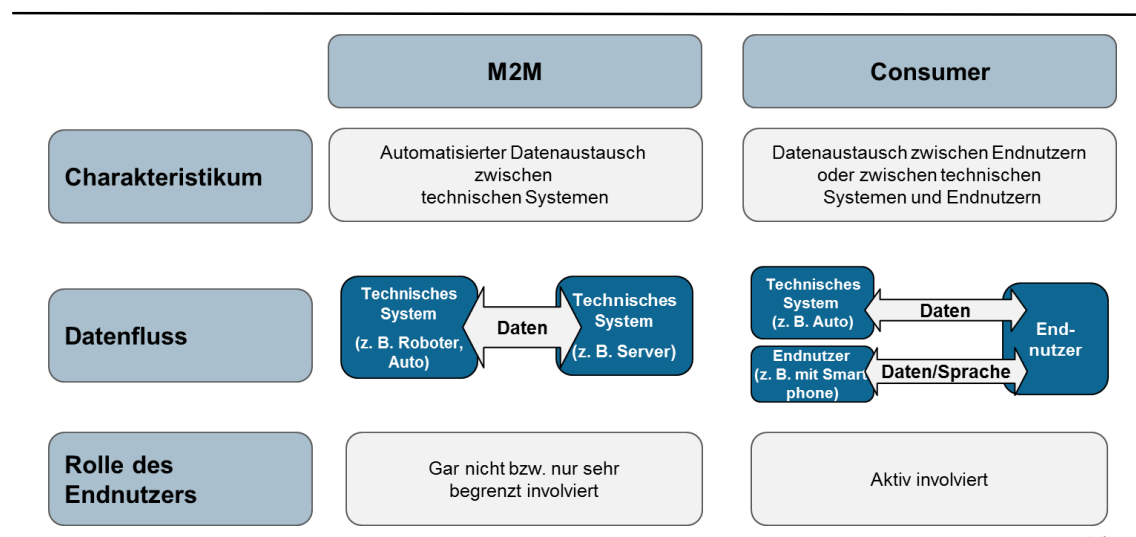 M2M
Consumer
Charakteristikum
Automatisierter Datenaustausch
zwischen
technischen Systemen
Datenaustausch zwischen Endnutzern
oder zwischen technischen
Systemen und Endnutzern
Datenfluss
Technisches
System
(z. B. Roboter,
Auto)
Daten
Technisches
System
(z. B. Server)
Technisches
System
(z. B. Auto)
Daten
Endnutzer
(z. B. mit Smart
phone)
Daten/Sprache
End-
nutzer
Rolle des
Endnutzers
Gar nicht bzw. nur sehr
begrenzt involviert
Aktiv involviert